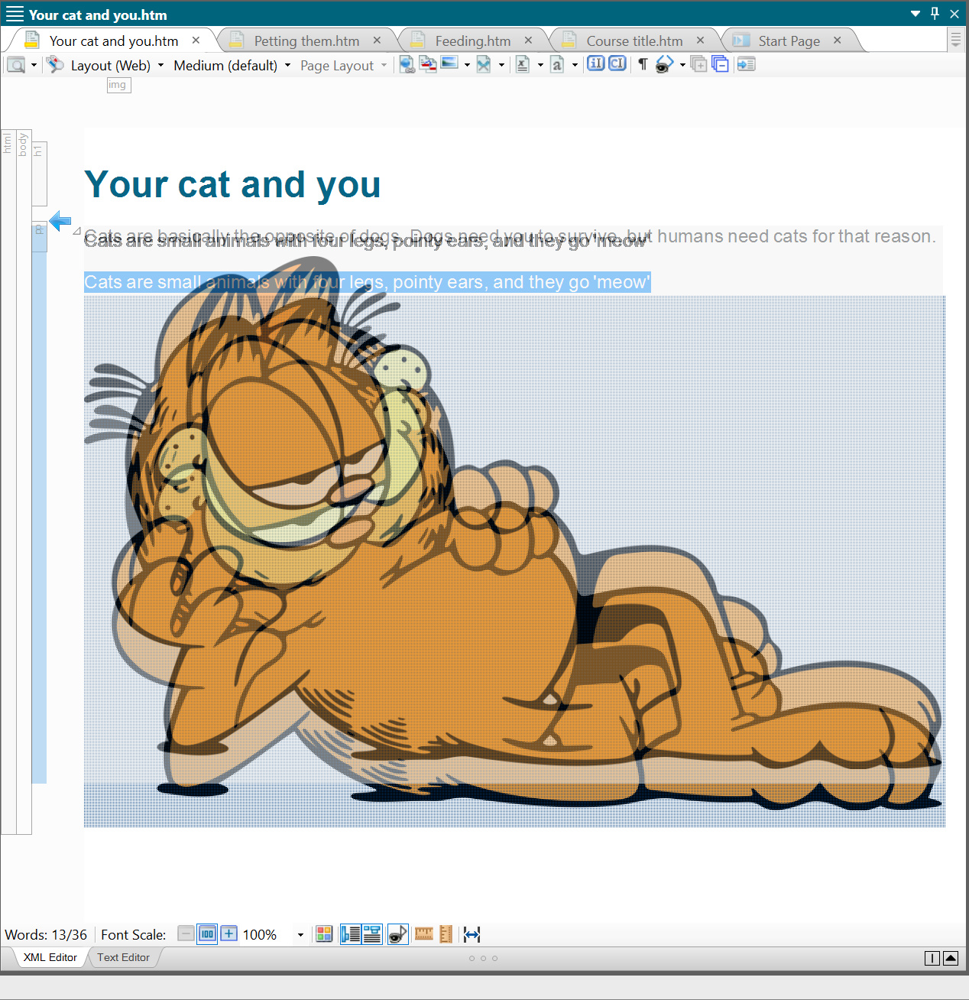 Your cat and you.htm
Your cat and you.htm Petting them.htm Feeding.htm Course title.htm Start Page
Layout (Web) Medium (default) Page Layout
img
html body h1
Your cat and you
Cats are basically the opposite of dogs. Dogs need you to survive, but humans need cats for that reason.
Cats are small animals with four legs, pointy ears, and they go 'meow'
p
Cats are small animals with four legs, pointy ears, and they go 'meow'
Words: 13/36 Font Scale: 100 100%
XML Editor Text Editor